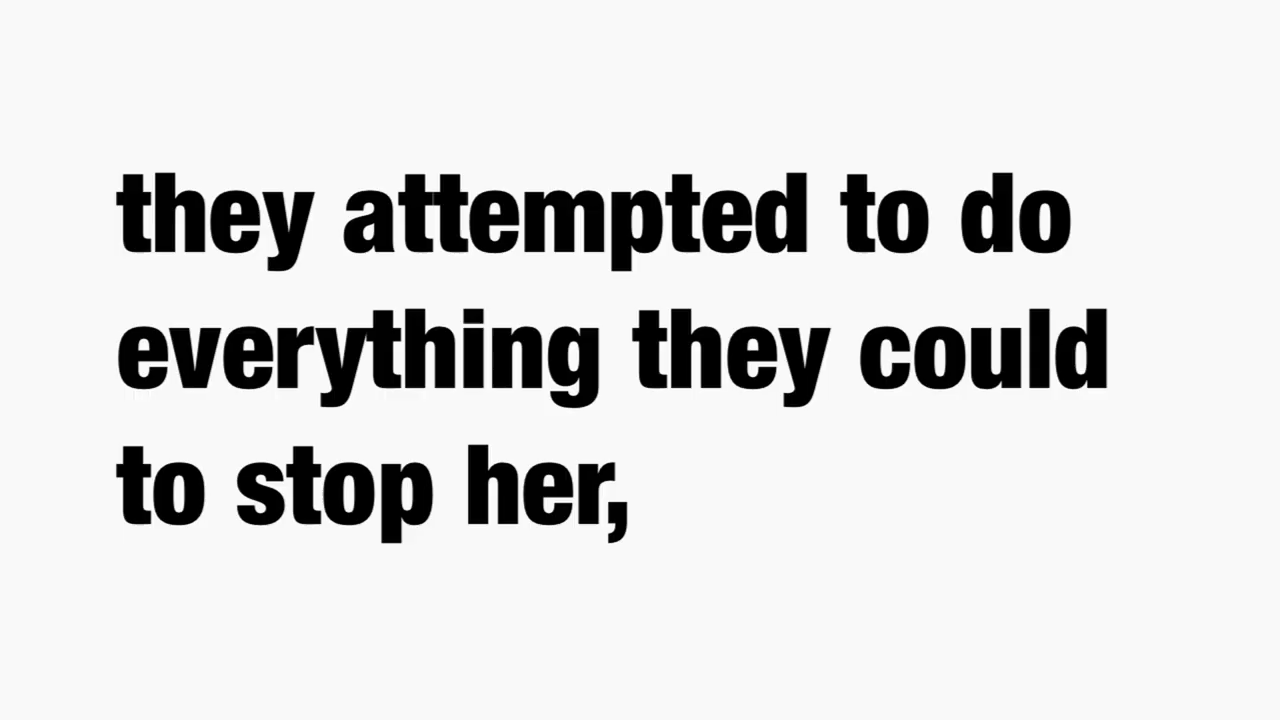 they attempted to do
everything they could
to stop her,